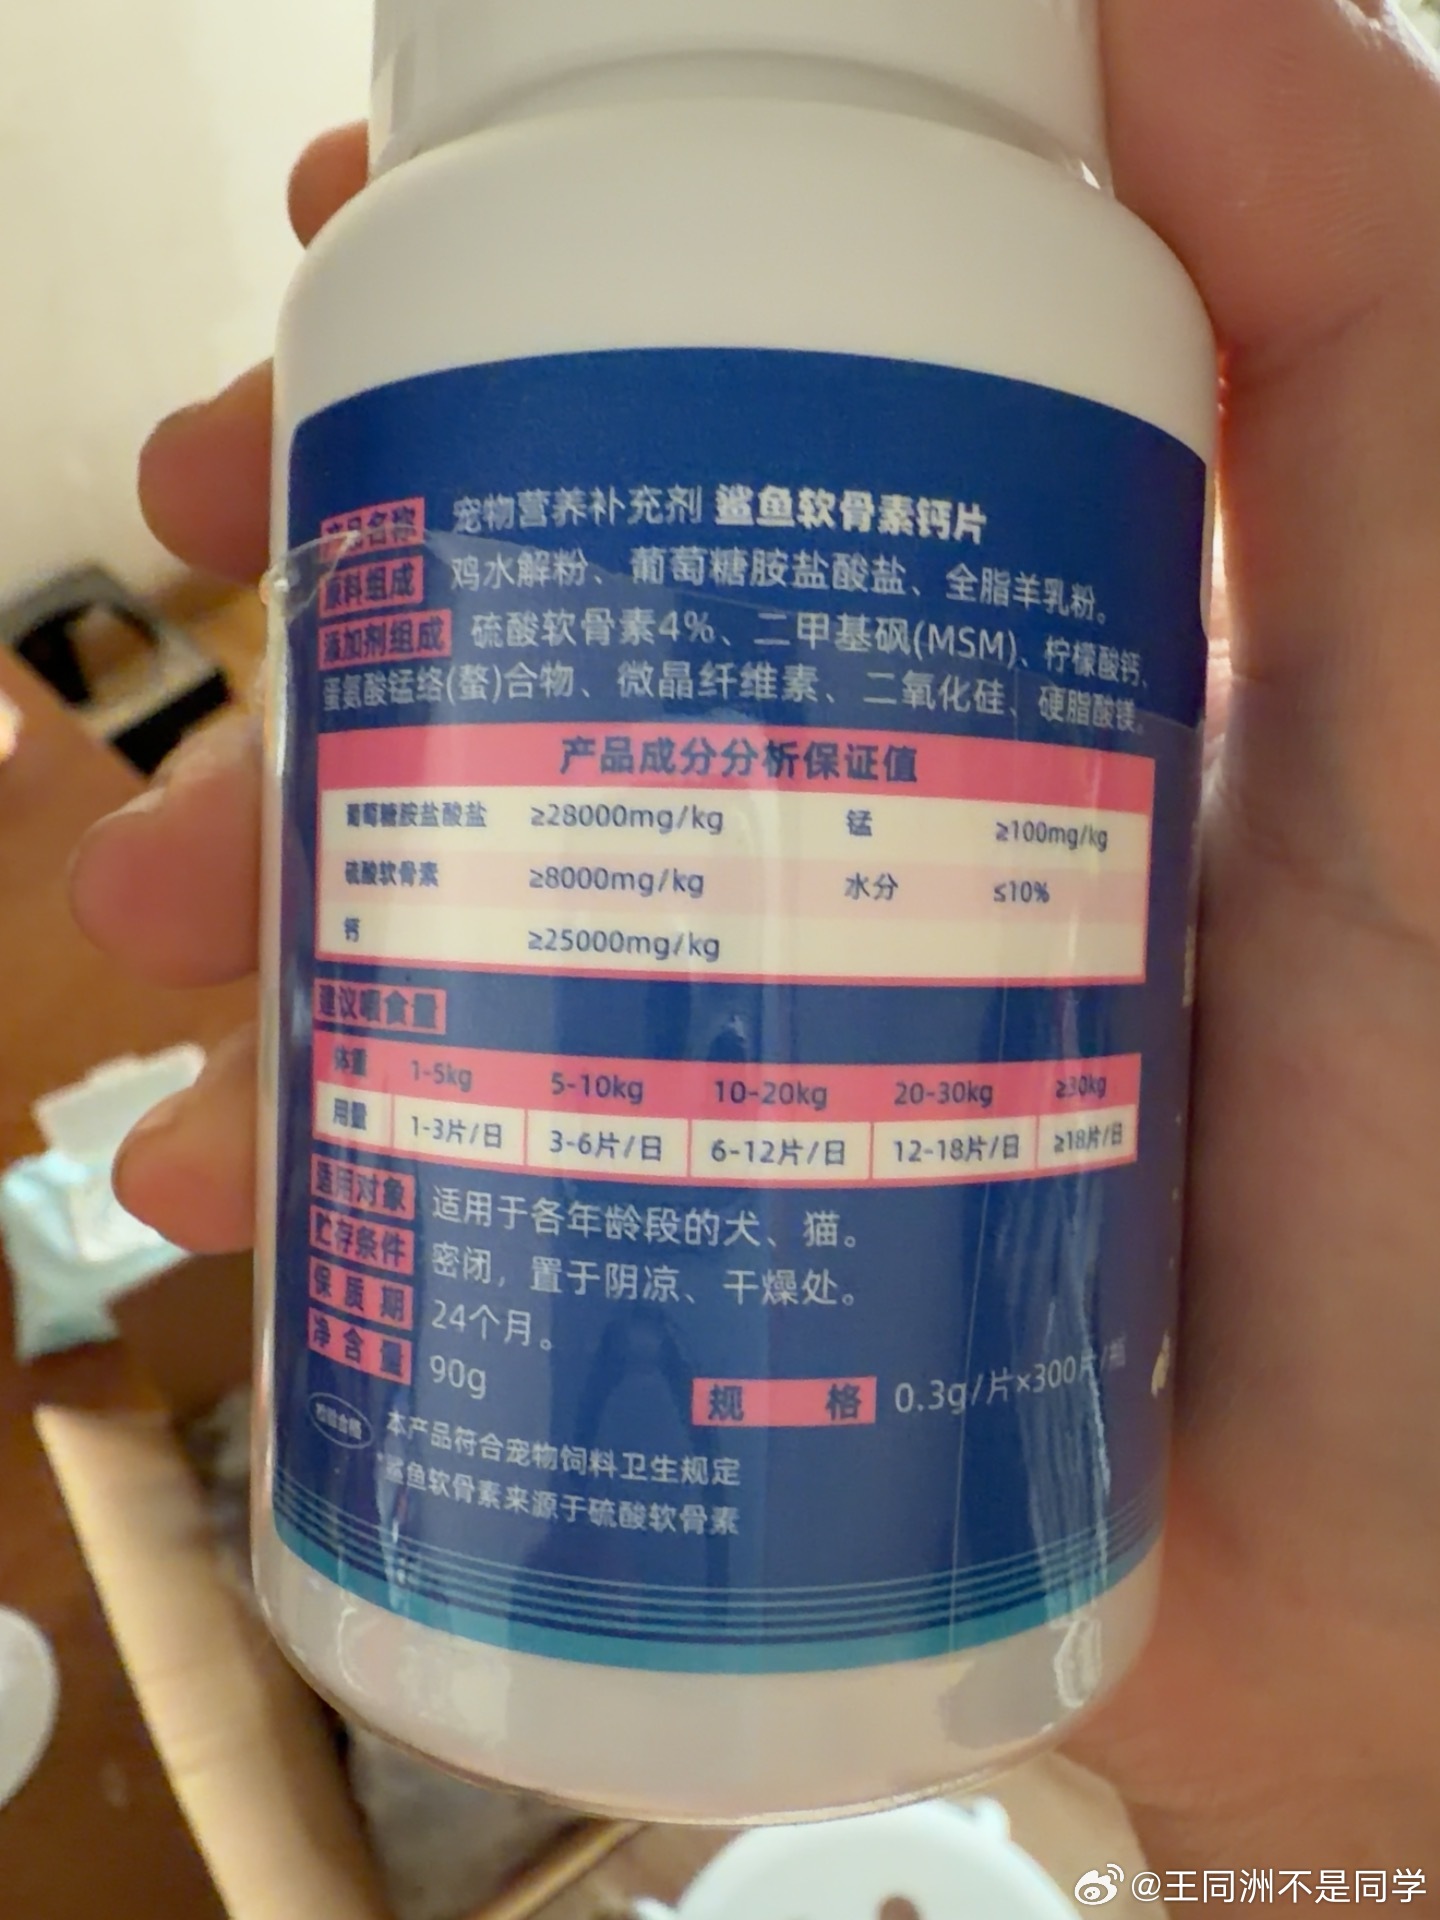 产品名称 宠物营养补充剂 鲨鱼软骨素钙片
原料组成 鸡水解粉、葡萄糖胺盐酸盐、全脂羊乳粉。
添加剂组成 硫酸软骨素4%、二甲基砜(MSM)、柠檬酸钙、
蛋氨酸锰络(螯)合物、微晶纤维素、二氧化硅、硬脂酸镁。
产品成分分析保证值
葡萄糖胺盐酸盐 ≥28000mg/kg 锰 ≥100mg/kg
硫酸软骨素 ≥8000mg/kg 水分 ≤10%
钙 ≥25000mg/kg
建议喂食量
体重 1-5kg 5-10kg 10-20kg 20-30kg ≥30kg
用量 1-3片/日 3-6片/日 6-12片/日 12-18片/日 ≥18片/日
适用对象 适用于各年龄段的犬、猫。
贮存条件 密闭，置于阴凉、干燥处。
保质期 24个月。
净含量 90g 规格 0.3g/片×300片/瓶
检验合格 本产品符合宠物饲料卫生规定
*鲨鱼软骨素来源于硫酸软骨素
@王同洲不是同学